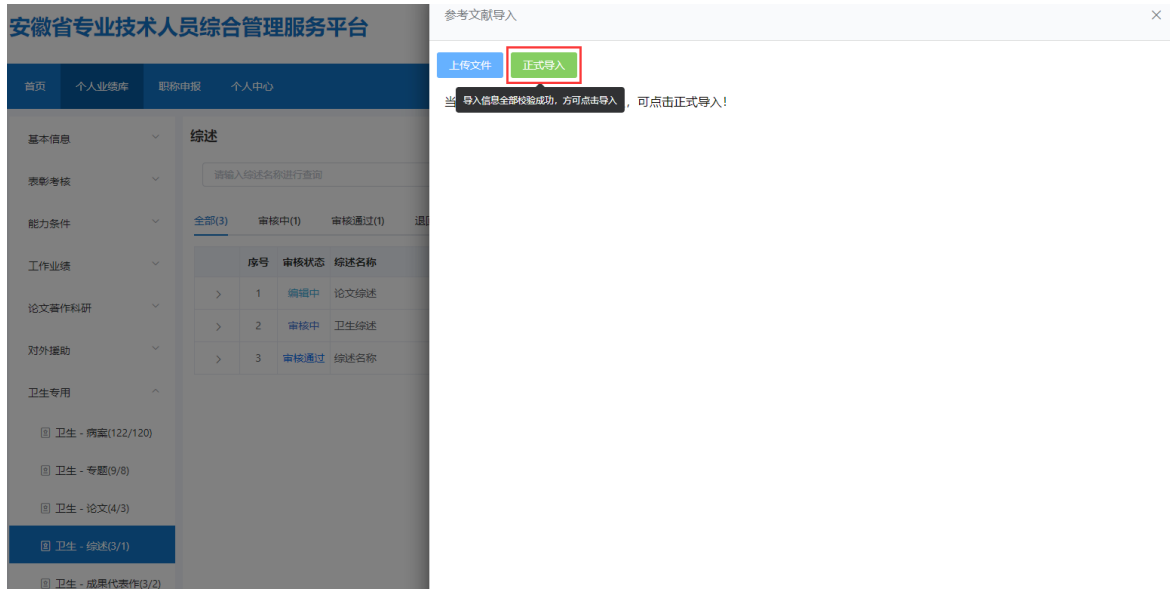 安徽省专业技术人员综合管理服务平台
首页 个人业绩库 职称申报 个人中心
基本信息
表彰考核
能力条件
工作业绩
论文著作科研
对外援助
卫生专用
卫生 - 病案(122/120)
卫生 - 专题(9/8)
卫生 - 论文(4/3)
卫生 - 综述(3/1)
卫生 - 成果代表作(3/2)
综述
请输入综述名称进行查询
全部(3) 审核中(1) 审核通过(1) 退
序号 审核状态 综述名称
1 编辑中 论文综述
2 审核中 卫生综述
3 审核通过 综述名称
参考文献导入
上传文件 正式导入
导入信息全部校验成功，方可点击导入
当 ，可点击正式导入！